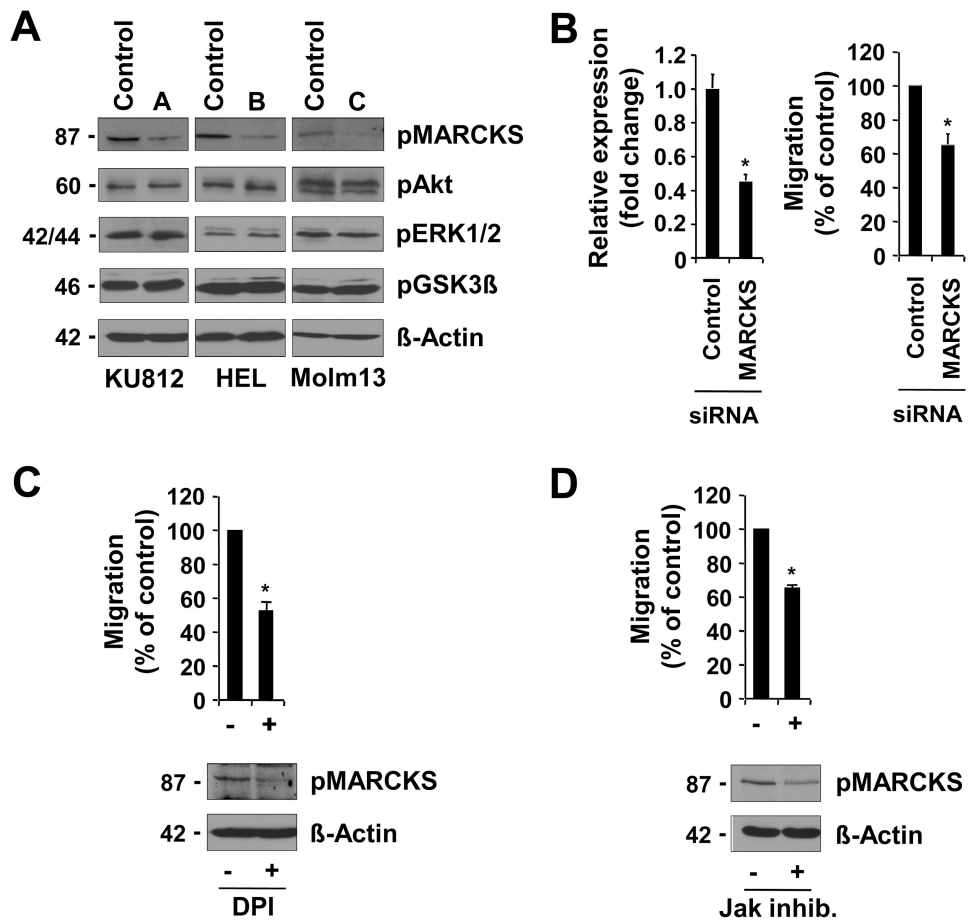 A
Control
A
Control
B
Control
C
87 - pMARCKS
60 - pAkt
42/44 - pERK1/2
46 - pGSK3ß
42 - ß-Actin
KU812 HEL Molm13
B
Relative expression
(fold change)
1.2
1.0
0.8
0.6
0.4
0.2
0
*
Control
MARCKS
siRNA
Migration
(% of control)
120
100
80
60
40
20
0
*
Control
MARCKS
siRNA
C
Migration
(% of control)
120
100
80
60
40
20
0
*
- +
87 - pMARCKS
42 - ß-Actin
- +
DPI
D
Migration
(% of control)
120
100
80
60
40
20
0
*
- +
87 - pMARCKS
42 - ß-Actin
- +
Jak inhib.